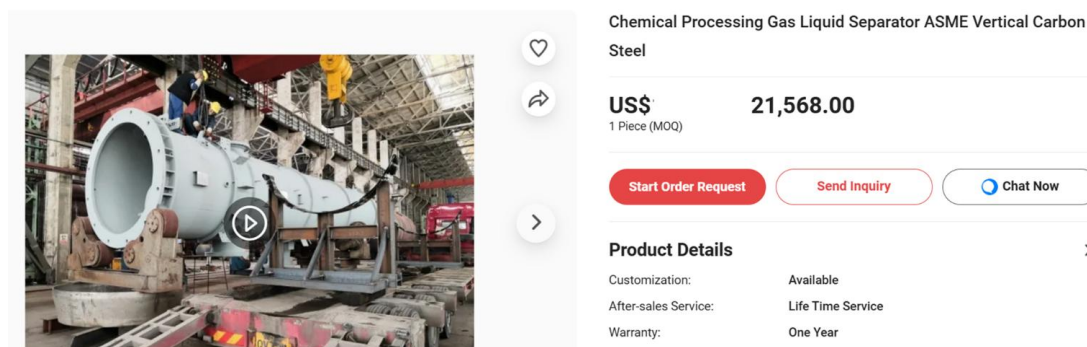 Chemical Processing Gas Liquid Separator ASME Vertical Carbon
Steel
US$ 21,568.00
1 Piece (MOQ)
Start Order Request
Send Inquiry
Chat Now
Product Details
Customization: Available
After-sales Service: Life Time Service
Warranty: One Year